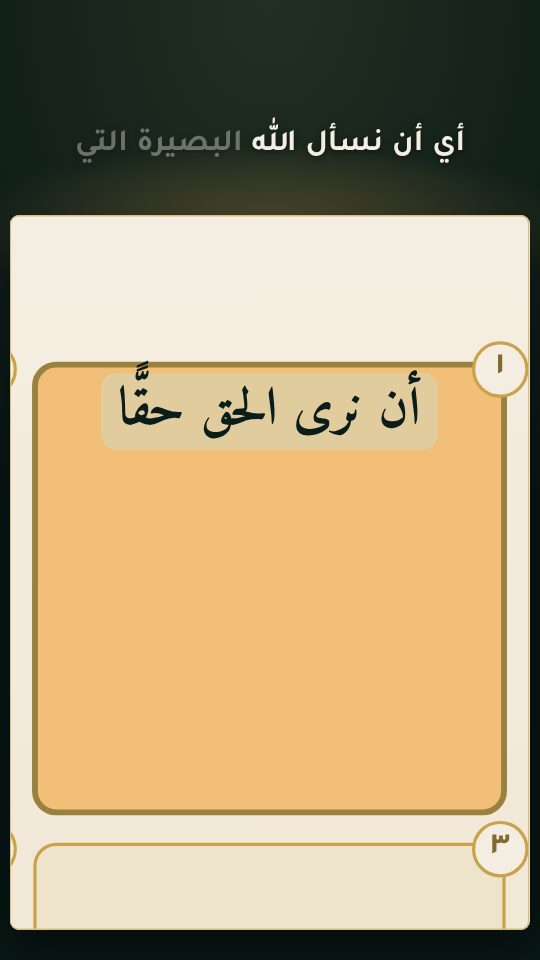 أي أن نسأل الله البصيرة التي
١
أن نرى الحق حقًّا
٣